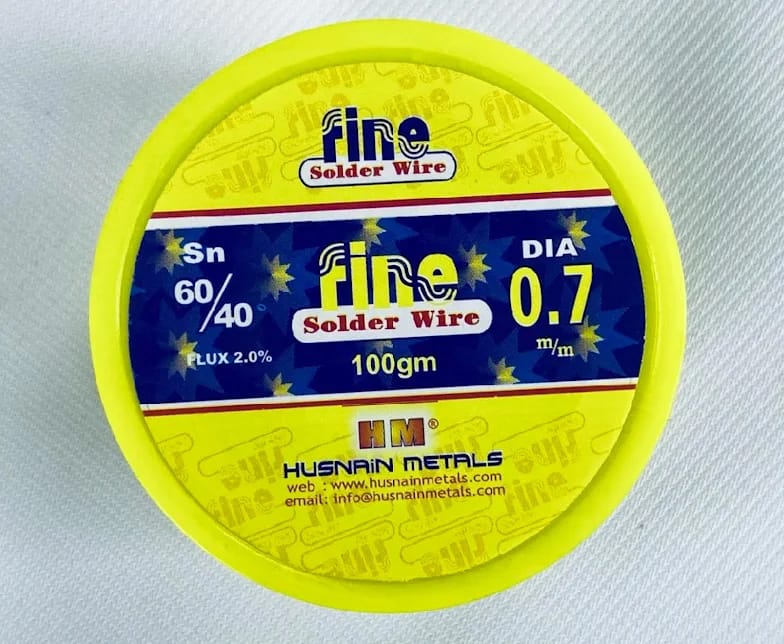 fine
Solder Wire
Sn
60/40
FLUX 2.0%
fine
Solder Wire
100gm
DIA
0.7
m/m
HM®
HUSNAiN METALS
web : www.husnainmetals.com
email: info@husnainmetals.com